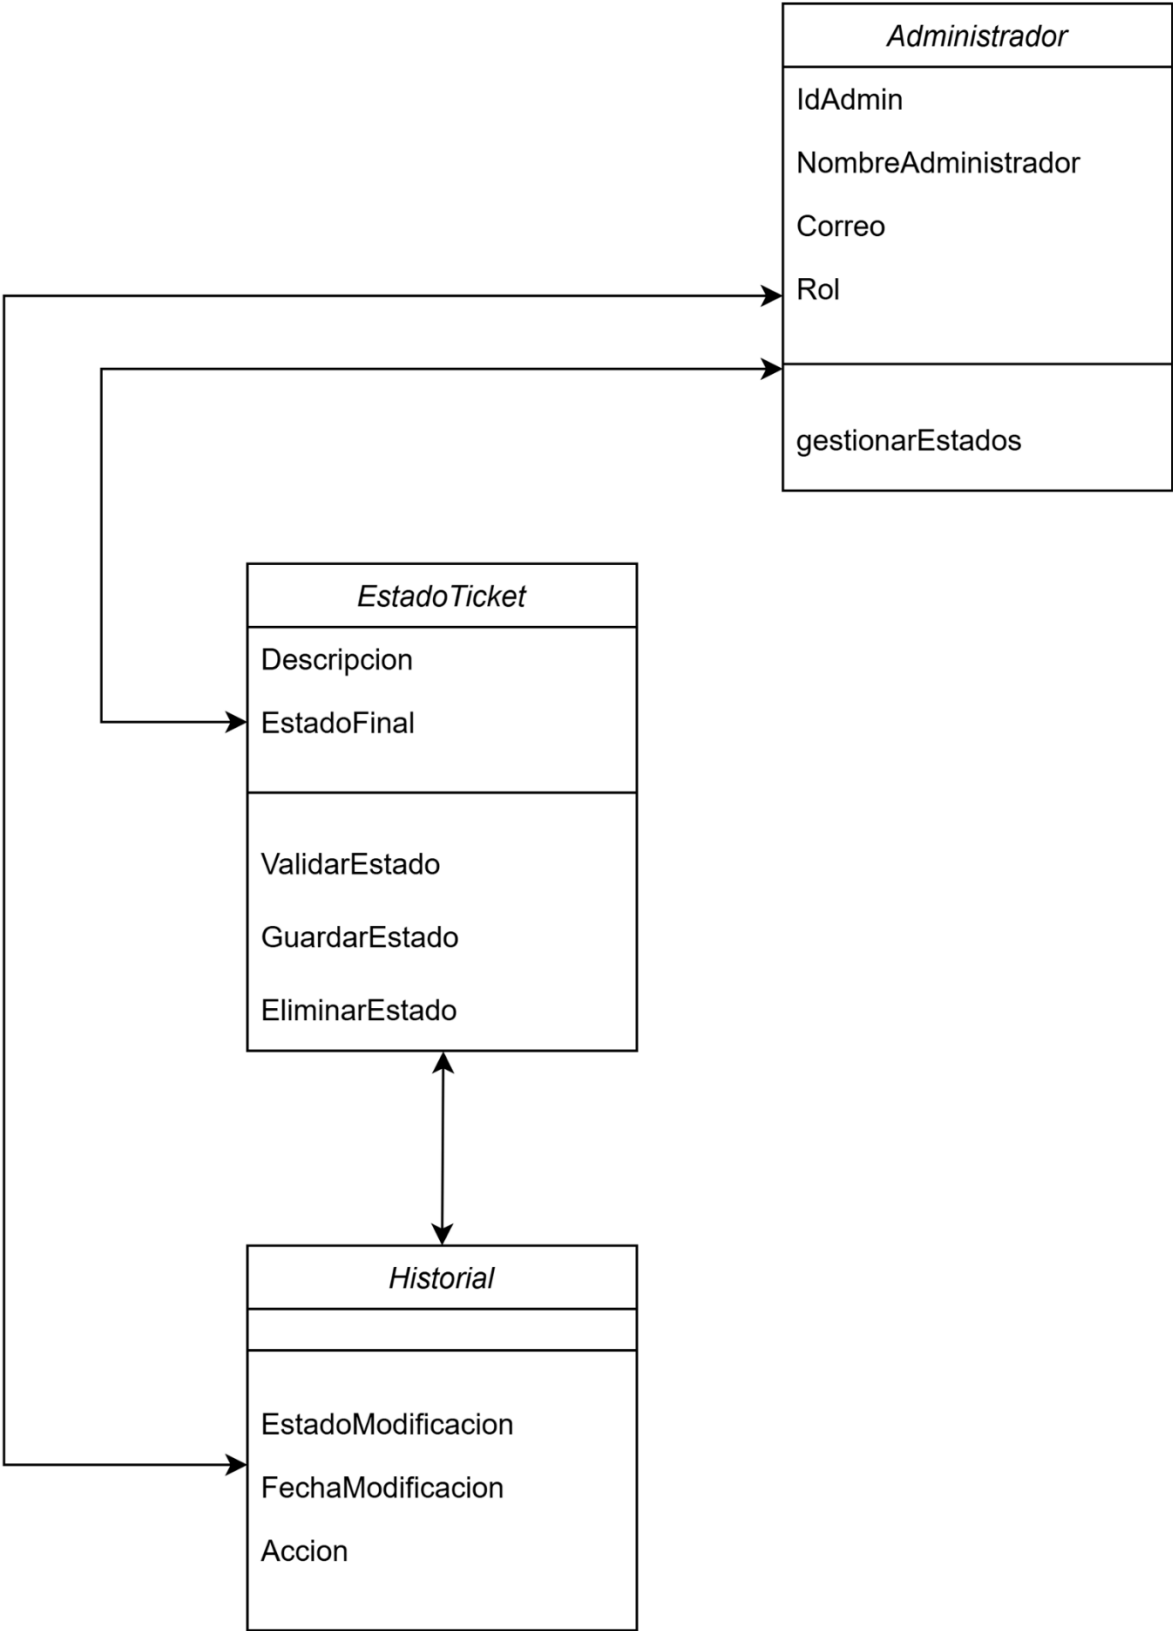 Administrador
IdAdmin
NombreAdministrador
Correo
Rol
gestionarEstados
EstadoTicket
Descripcion
EstadoFinal
ValidarEstado
GuardarEstado
EliminarEstado
Historial
EstadoModificacion
FechaModificacion
Accion